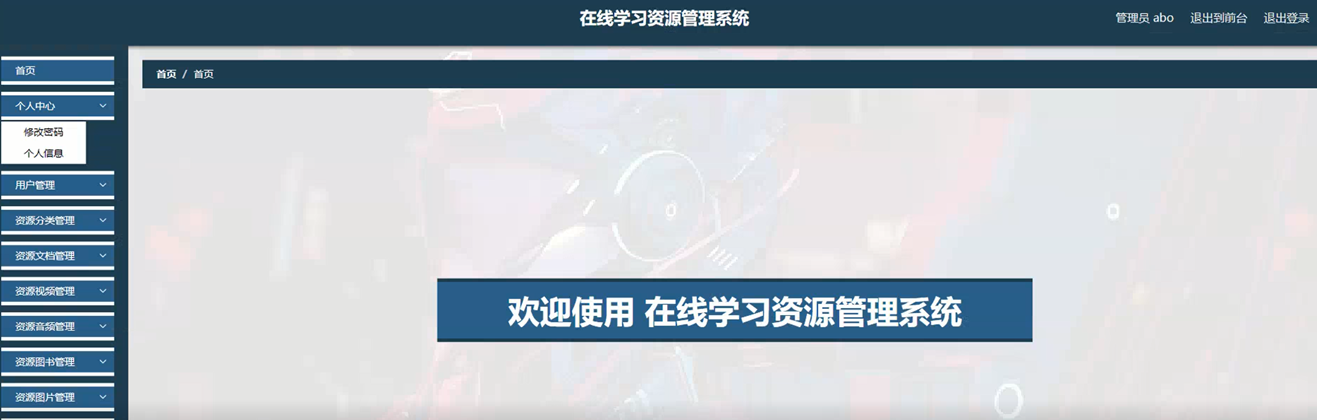 在线学习资源管理系统
管理员 abo 退出到前台 退出登录
首页
首页 / 首页
个人中心
修改密码
个人信息
用户管理
资源分类管理
资源文档管理
资源视频管理
资源音频管理
资源图书管理
资源图片管理
欢迎使用 在线学习资源管理系统